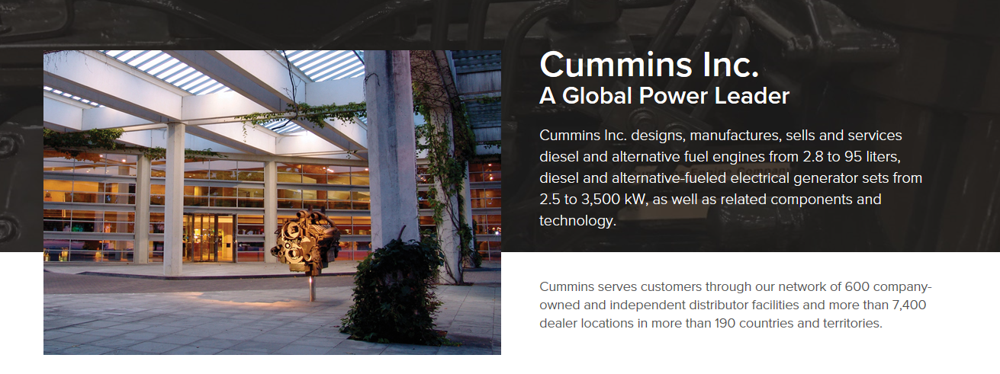 Cummins Inc.
A Global Power Leader
Cummins Inc. designs, manufactures, sells and services
diesel and alternative fuel engines from 2.8 to 95 liters,
diesel and alternative-fueled electrical generator sets from
2.5 to 3,500 kW, as well as related components and
technology.
Cummins serves customers through our network of 600 company-
owned and independent distributor facilities and more than 7,400
dealer locations in more than 190 countries and territories.